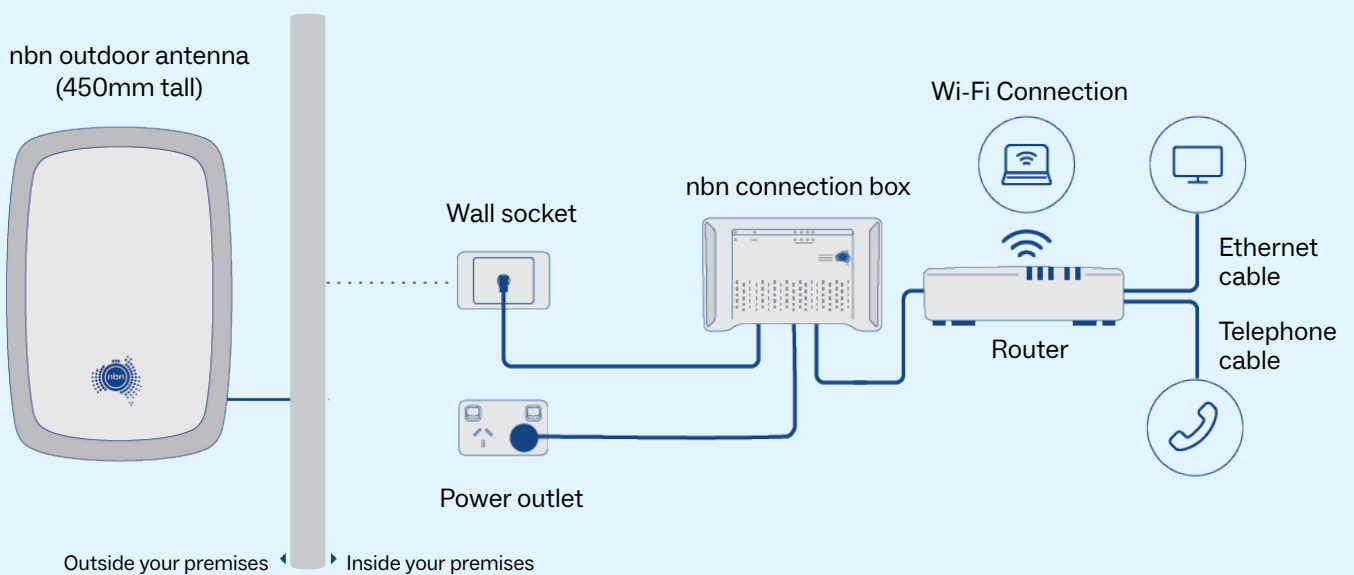 nbn outdoor antenna
(450mm tall)
nbn
Wall socket
Power outlet
nbn connection box
Wi-Fi Connection
Router
Ethernet
cable
Telephone
cable
Outside your premises
Inside your premises